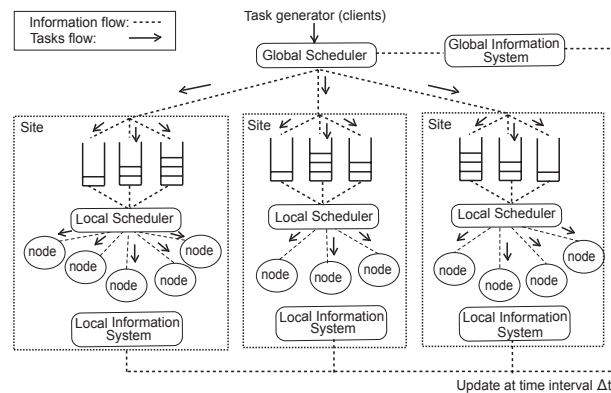 Information flow:
Tasks flow:
Task generator (clients)
Global Scheduler
Global Information
System
Site
Local Scheduler
node
node
node
node
node
Local Information
System
Site
Local Scheduler
node
node
node
Local Information
System
Site
Local Scheduler
node
node
node
node
Local Information
System
Update at time interval Δt